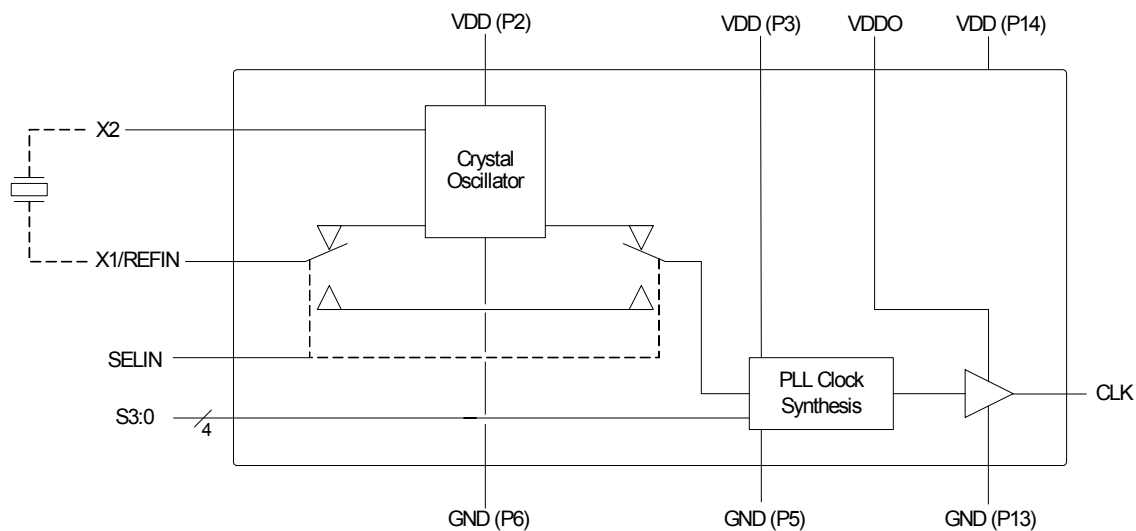 VDD (P2)
VDD (P3)
VDDO
VDD (P14)
X2
Crystal
Oscillator
X1/REFIN
SELIN
PLL Clock
Synthesis
CLK
S3:0
4
GND (P6)
GND (P5)
GND (P13)